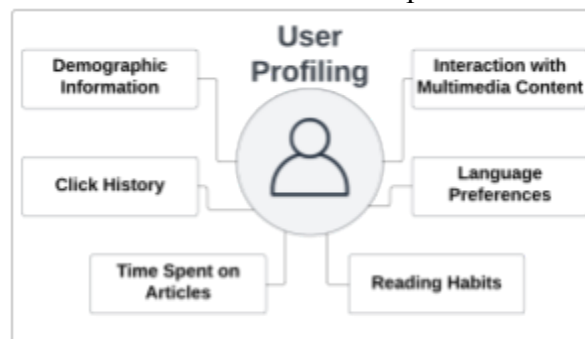 User
Profiling
Demographic
Information
Interaction with
Multimedia Content
Click History
Language
Preferences
Time Spent on
Articles
Reading Habits